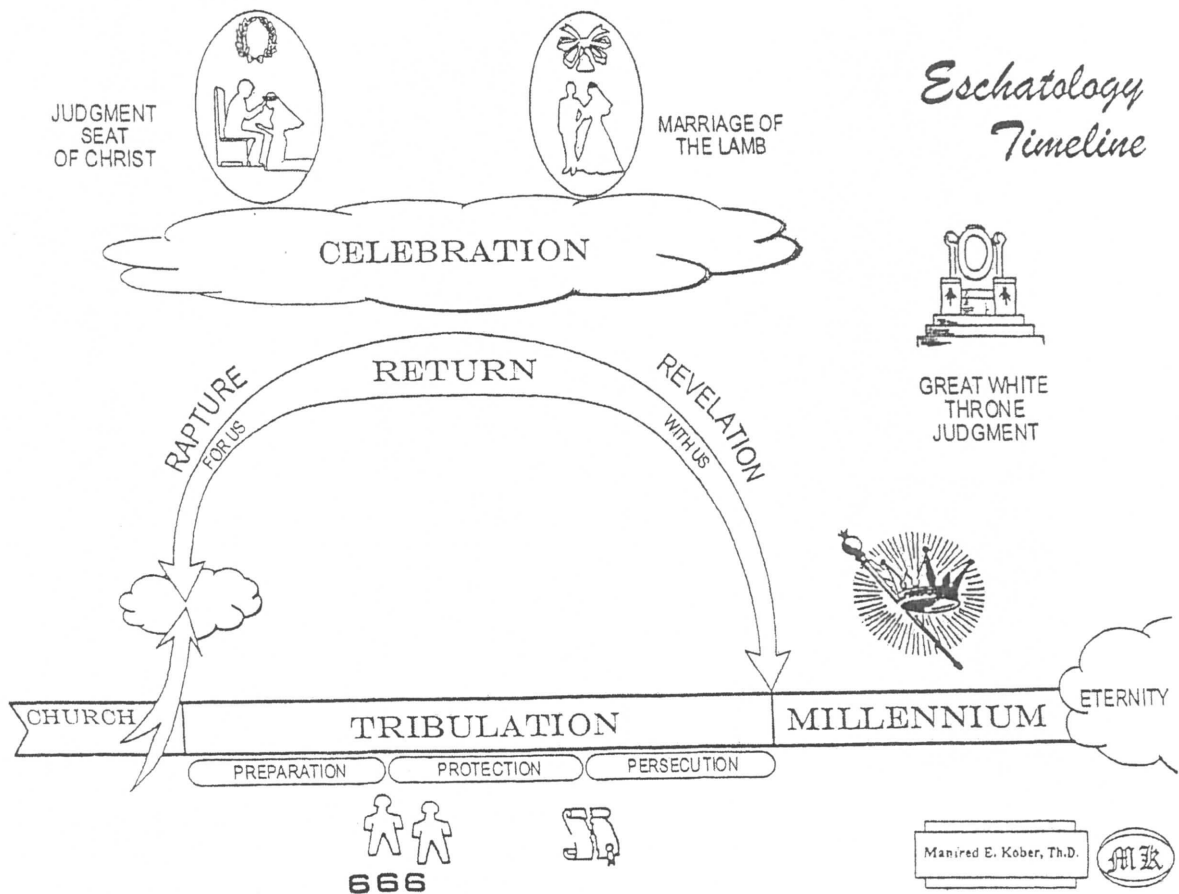 Eschatology
Timeline
JUDGMENT
SEAT
OF CHRIST
MARRIAGE OF
THE LAMB
CELEBRATION
RETURN
RAPTURE
FOR US
REVELATION
WITH US
GREAT WHITE
THRONE
JUDGMENT
CHURCH
TRIBULATION
MILLENNIUM
ETERNITY
PREPARATION
PROTECTION
PERSECUTION
666
Manfred E. Kober, Th.D.
MK